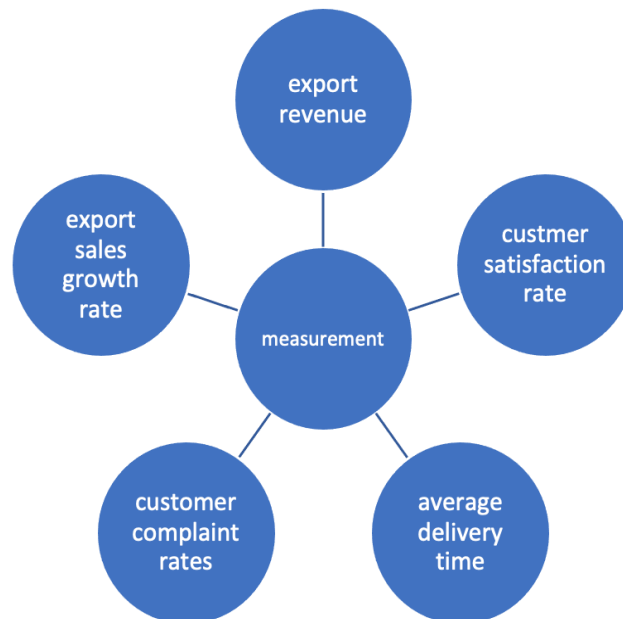 export
revenue
custmer
satisfaction
rate
average
delivery
time
customer
complaint
rates
export
sales
growth
rate
measurement